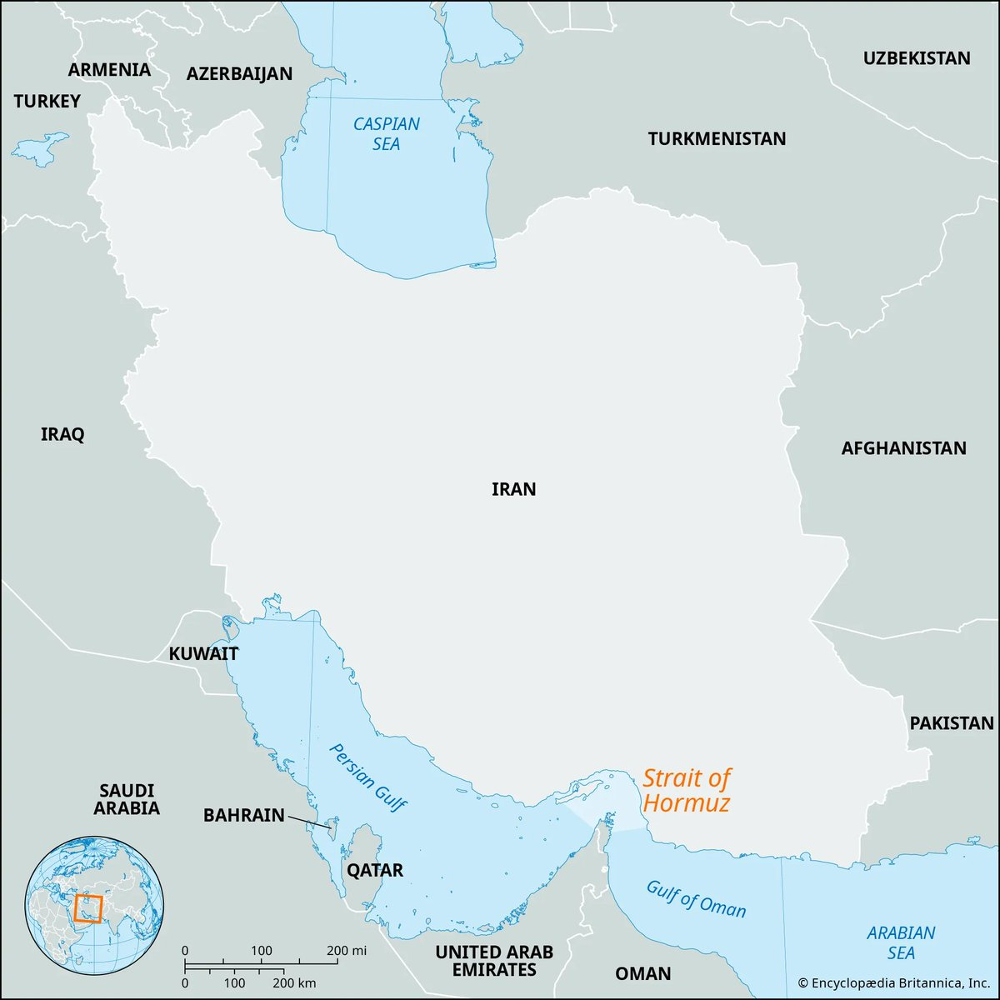 UZBEKISTAN
ARMENIA
AZERBAIJAN
TURKEY
CASPIAN
SEA
TURKMENISTAN
IRAQ
AFGHANISTAN
IRAN
KUWAIT
PAKISTAN
Persian Gulf
Strait of
Hormuz
SAUDI
ARABIA
BAHRAIN
QATAR
Gulf of Oman
ARABIAN
SEA
0 100 200 mi
0 100 200 km
UNITED ARAB
EMIRATES
OMAN
© Encyclopædia Britannica, Inc.